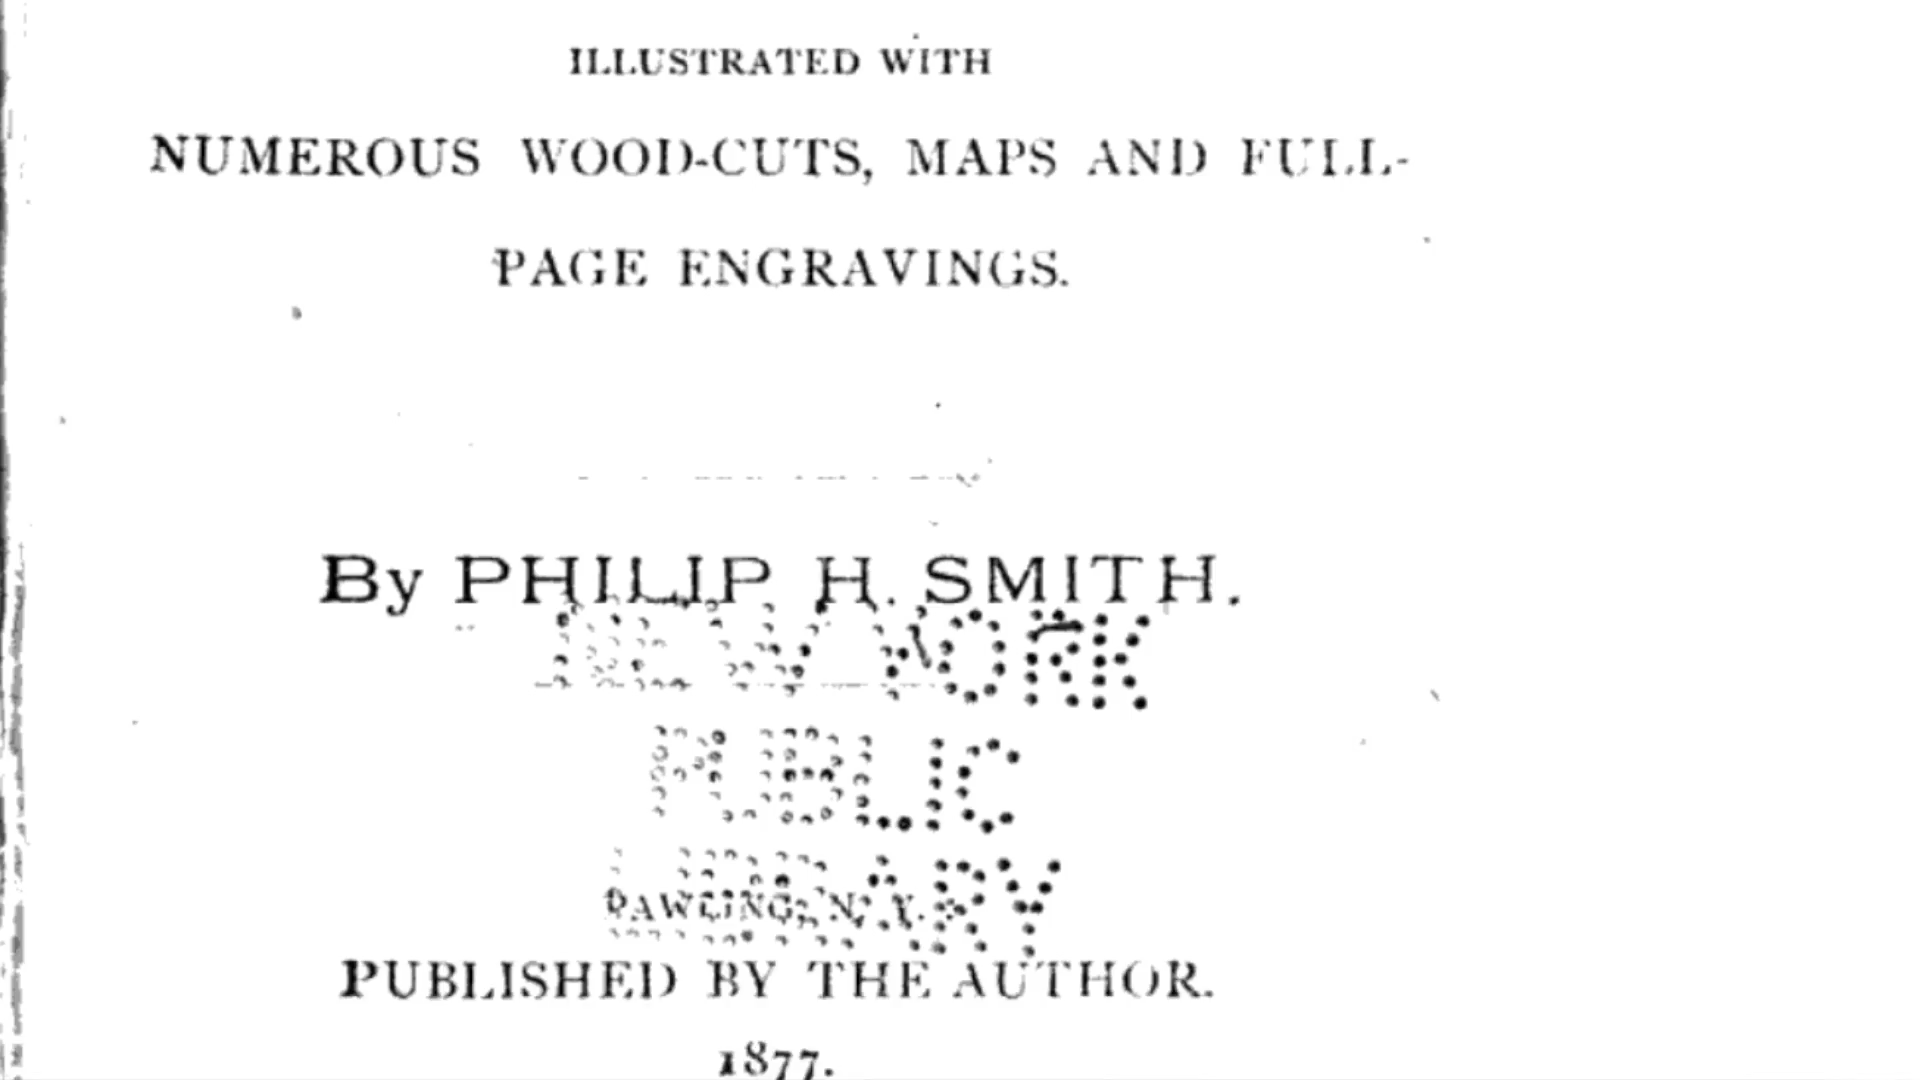 ILLUSTRATED WITH
NUMEROUS WOOD-CUTS, MAPS AND FULL-
PAGE ENGRAVINGS.
By PHILIP H. SMITH.
NEW YORK
PUBLIC
LIBRARY
PAWLING, N. Y.
PUBLISHED BY THE AUTHOR.
1877.